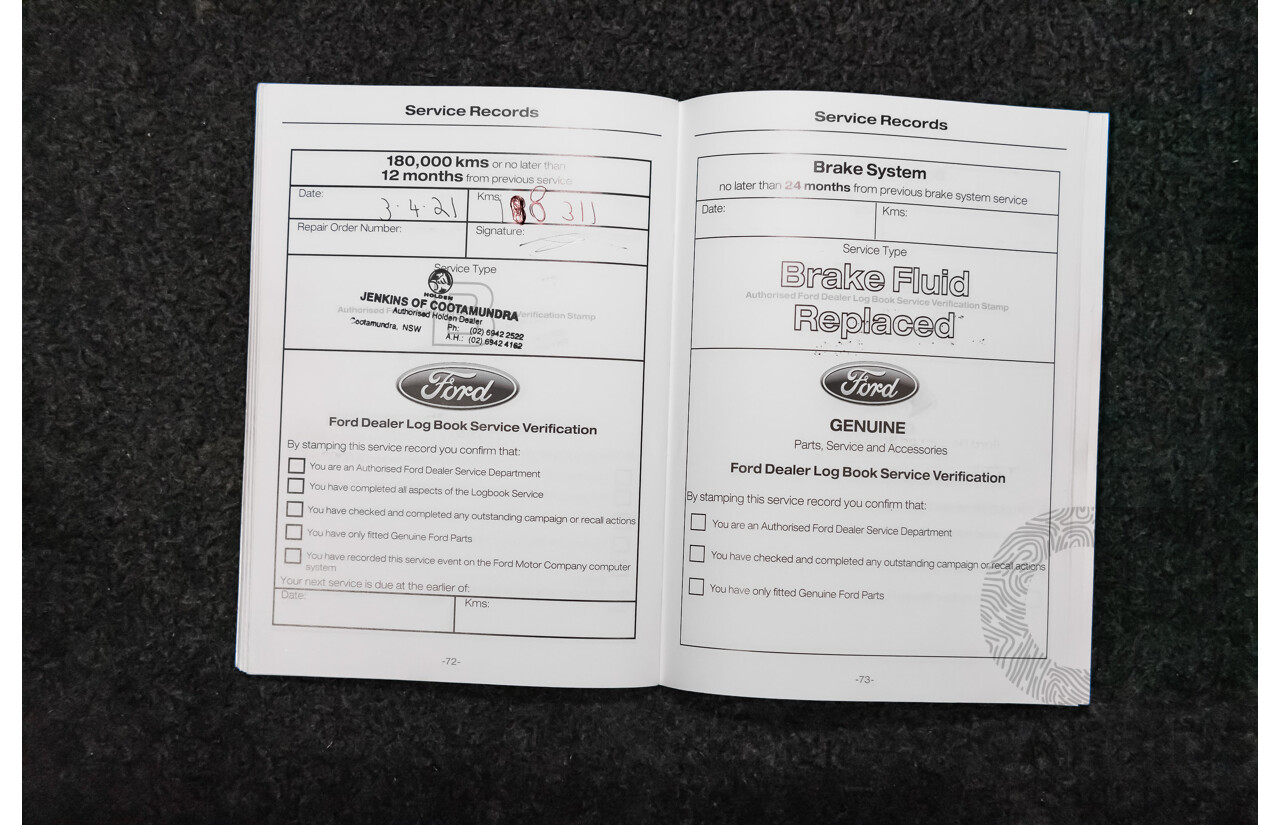 Service Records
180,000 kms or no later than
12 months from previous service
Date: 3.4.21 Kms: 188 311
Repair Order Number: Signature:
Service Type
HOLDEN
JENKINS OF COOTAMUNDRA
Authorised Holden Dealer
Cootamundra, NSW Ph: (02) 6942 2522
A.H.: (02) 6942 4162
B
Ford
Ford Dealer Log Book Service Verification
By stamping this service record you confirm that:
You are an Authorised Ford Dealer Service Department
You have completed all aspects of the Logbook Service
You have checked and completed any outstanding campaign or recall actions
You have only fitted Genuine Ford Parts
You have recorded this service event on the Ford Motor Company computer
system
Your next service is due at the earlier of:
Date: Kms:
-72-
Service Records
Brake System
no later than 24 months from previous brake system service
Date: Kms:
Service Type
Brake Fluid
Authorised Ford Dealer Log Book Service Verification Stamp
Replaced
Ford
GENUINE
Parts, Service and Accessories
Ford Dealer Log Book Service Verification
By stamping this service record you confirm that:
You are an Authorised Ford Dealer Service Department
You have checked and completed any outstanding campaign or recall actions
You have only fitted Genuine Ford Parts
-73-